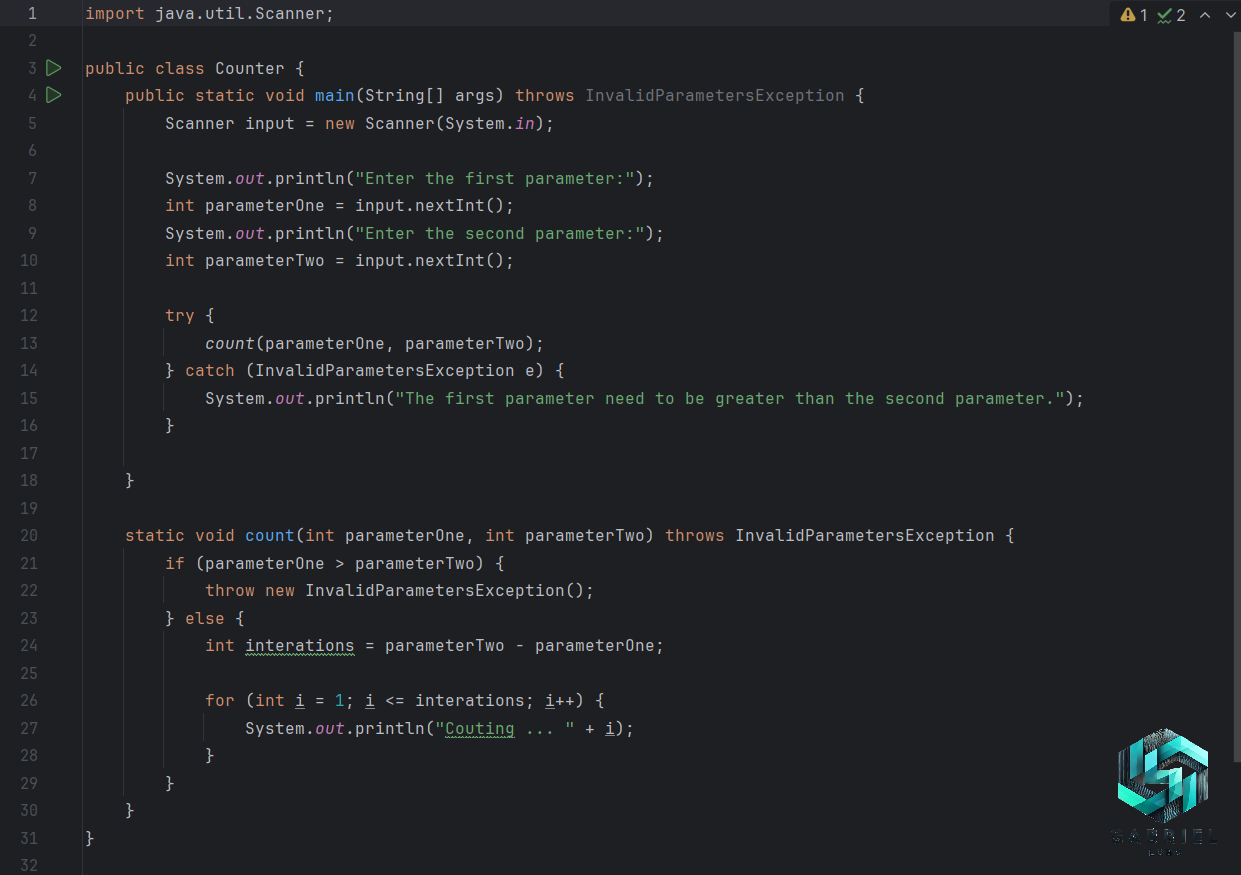 1 import java.util.Scanner;
2
3 public class Counter {
4 public static void main(String[] args) throws InvalidParametersException {
5 Scanner input = new Scanner(System.in);
6
7 System.out.println("Enter the first parameter:");
8 int parameterOne = input.nextInt();
9 System.out.println("Enter the second parameter:");
10 int parameterTwo = input.nextInt();
11
12 try {
13 count(parameterOne, parameterTwo);
14 } catch (InvalidParametersException e) {
15 System.out.println("The first parameter need to be greater than the second parameter.");
16 }
17
18 }
19
20 static void count(int parameterOne, int parameterTwo) throws InvalidParametersException {
21 if (parameterOne > parameterTwo) {
22 throw new InvalidParametersException();
23 } else {
24 int interations = parameterTwo - parameterOne;
25
26 for (int i = 1; i <= interations; i++) {
27 System.out.println("Couting ... " + i);
28 }
29 }
30 }
31 }
32
1 2
GABRIEL